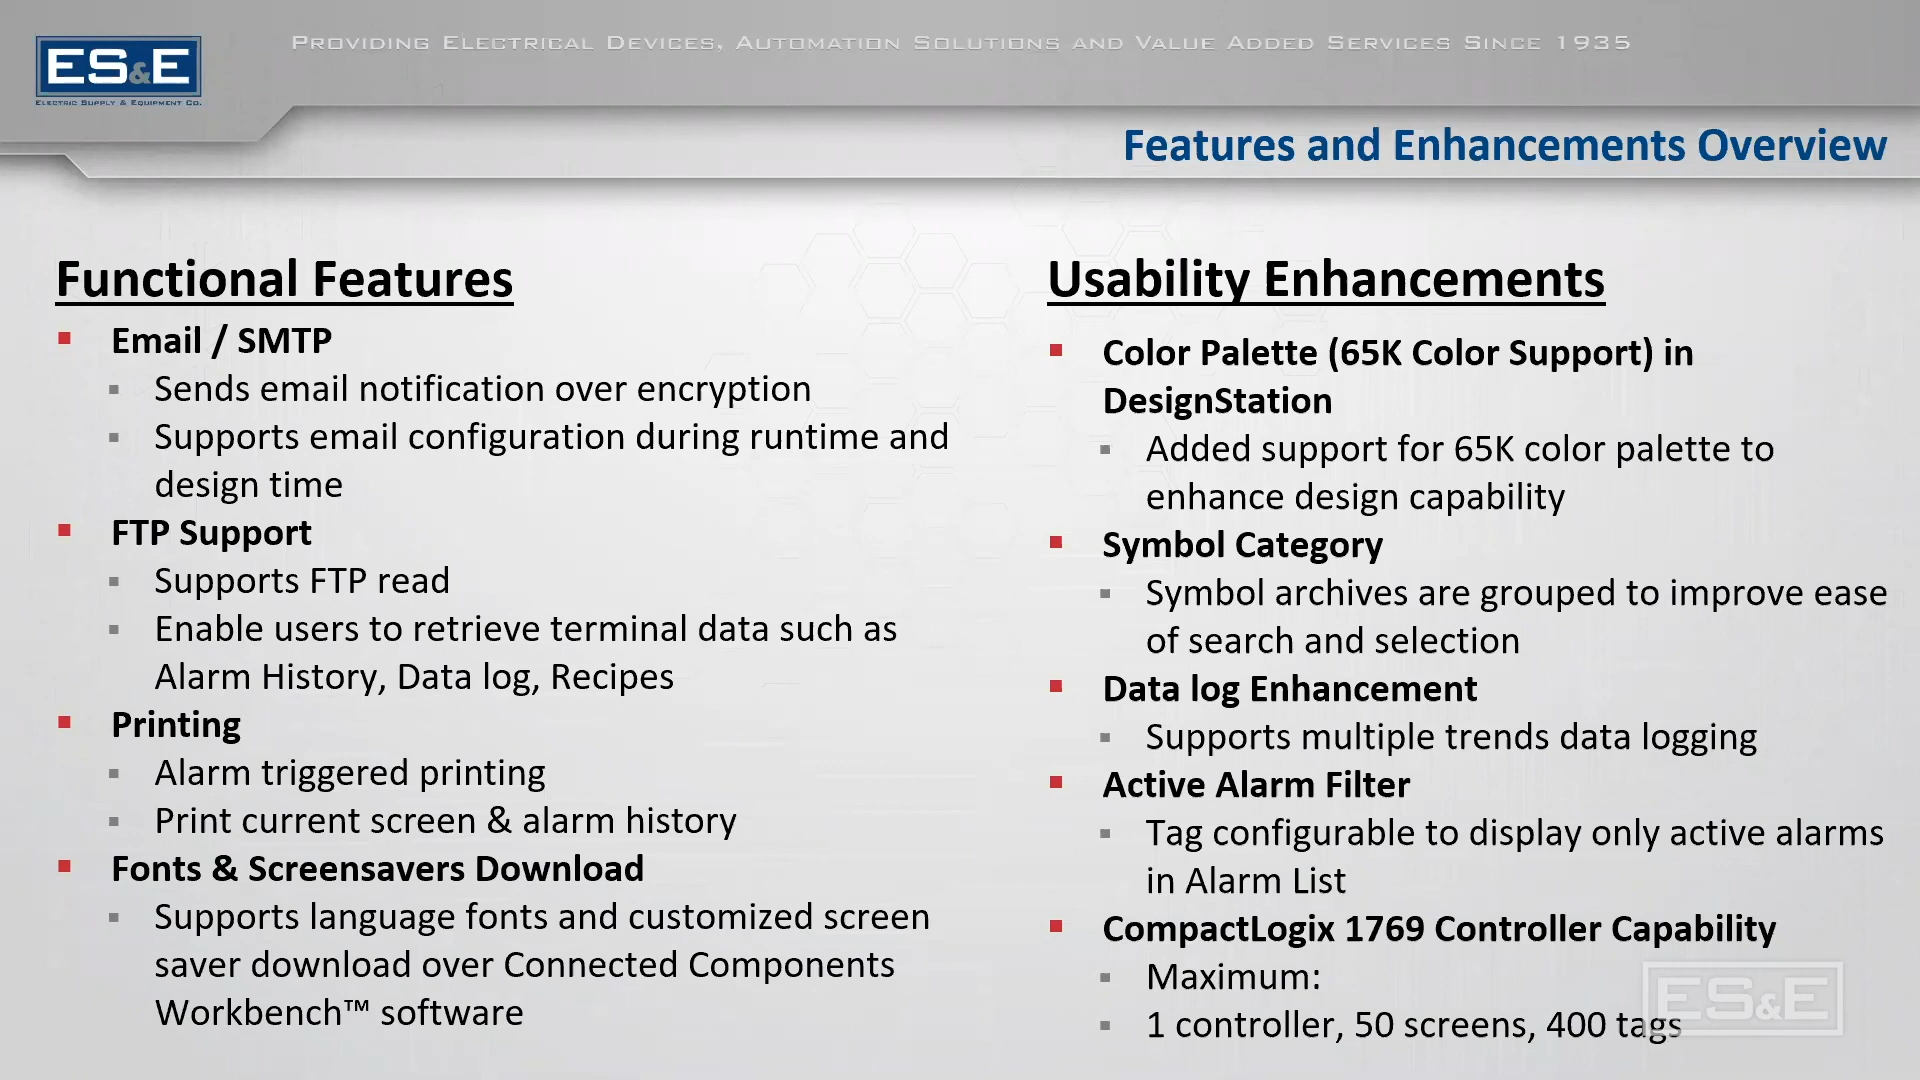 ES&E
Electric Supply & Equipment Co.
Providing Electrical Devices, Automation Solutions and Value Added Services Since 1935
Features and Enhancements Overview
Functional Features
Email / SMTP
Sends email notification over encryption
Supports email configuration during runtime and
design time
FTP Support
Supports FTP read
Enable users to retrieve terminal data such as
Alarm History, Data log, Recipes
Printing
Alarm triggered printing
Print current screen & alarm history
Fonts & Screensavers Download
Supports language fonts and customized screen
saver download over Connected Components
Workbench™ software
Usability Enhancements
Color Palette (65K Color Support) in
DesignStation
Added support for 65K color palette to
enhance design capability
Symbol Category
Symbol archives are grouped to improve ease
of search and selection
Data log Enhancement
Supports multiple trends data logging
Active Alarm Filter
Tag configurable to display only active alarms
in Alarm List
CompactLogix 1769 Controller Capability
Maximum:
1 controller, 50 screens, 400 tags
ES&E